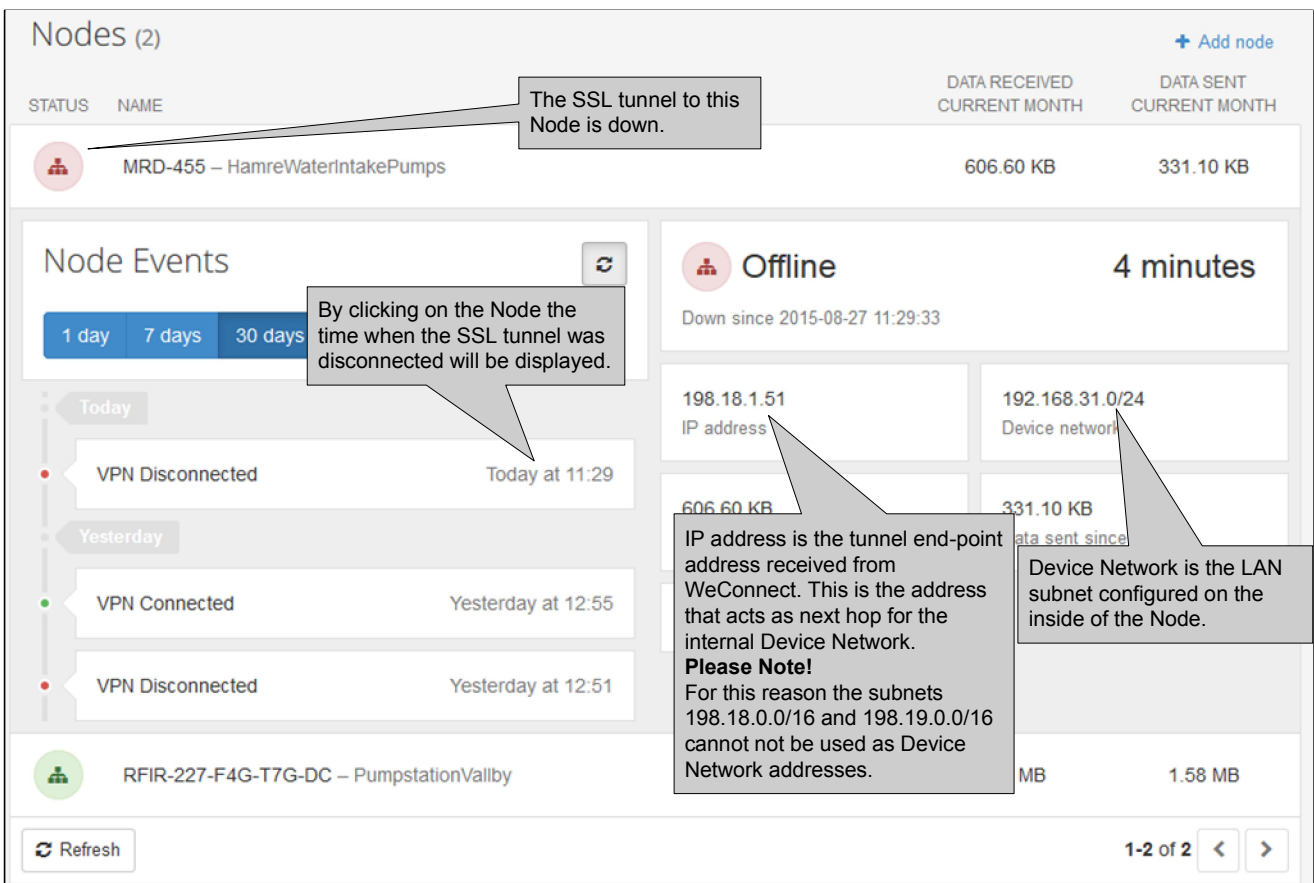 Nodes (2)
Add node
STATUS NAME
DATA RECEIVED
CURRENT MONTH
DATA SENT
CURRENT MONTH
The SSL tunnel to this
Node is down.
MRD-455 – HamreWaterIntakePumps 606.60 KB 331.10 KB
Node Events
1 day 7 days 30 days
By clicking on the Node the
time when the SSL tunnel was
disconnected will be displayed.
Today
VPN Disconnected Today at 11:29
Yesterday
VPN Connected Yesterday at 12:55
VPN Disconnected Yesterday at 12:51
Offline 4 minutes
Down since 2015-08-27 11:29:33
198.18.1.51
IP address
192.168.31.0/24
Device network
606.60 KB
331.10 KB
data sent since
IP address is the tunnel end-point
address received from
WeConnect. This is the address
that acts as next hop for the
internal Device Network.
Please Note!
For this reason the subnets
198.18.0.0/16 and 198.19.0.0/16
cannot not be used as Device
Network addresses.
Device Network is the LAN
subnet configured on the
inside of the Node.
RFIR-227-F4G-T7G-DC – PumpstationVallby MB 1.58 MB
Refresh
1-2 of 2